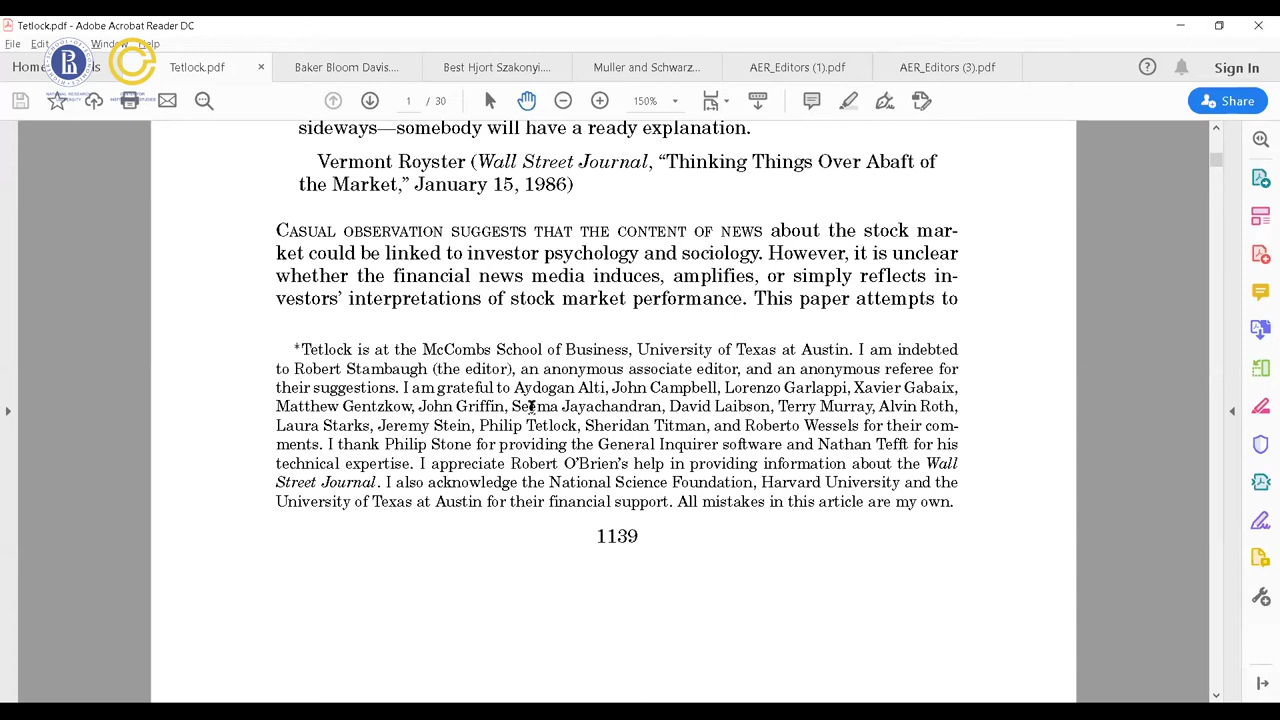 Tetlock.pdf - Adobe Acrobat Reader DC
File Edit Window Help
Home Tetlock.pdf Baker Bloom Davis.... Best Hjort Szakonyi.... Muller and Schwarz... AER_Editors (1).pdf AER_Editors (3).pdf Sign In
1 / 30 150% Share
sideways—somebody will have a ready explanation.
Vermont Royster (Wall Street Journal, “Thinking Things Over Abaft of
the Market,” January 15, 1986)
CASUAL OBSERVATION SUGGESTS THAT THE CONTENT OF NEWS about the stock mar-
ket could be linked to investor psychology and sociology. However, it is unclear
whether the financial news media induces, amplifies, or simply reflects in-
vestors’ interpretations of stock market performance. This paper attempts to
*Tetlock is at the McCombs School of Business, University of Texas at Austin. I am indebted
to Robert Stambaugh (the editor), an anonymous associate editor, and an anonymous referee for
their suggestions. I am grateful to Aydogan Alti, John Campbell, Lorenzo Garlappi, Xavier Gabaix,
Matthew Gentzkow, John Griffin, Seema Jayachandran, David Laibson, Terry Murray, Alvin Roth,
Laura Starks, Jeremy Stein, Philip Tetlock, Sheridan Titman, and Roberto Wessels for their com-
ments. I thank Philip Stone for providing the General Inquirer software and Nathan Tefft for his
technical expertise. I appreciate Robert O’Brien’s help in providing information about the Wall
Street Journal. I also acknowledge the National Science Foundation, Harvard University and the
University of Texas at Austin for their financial support. All mistakes in this article are my own.
1139